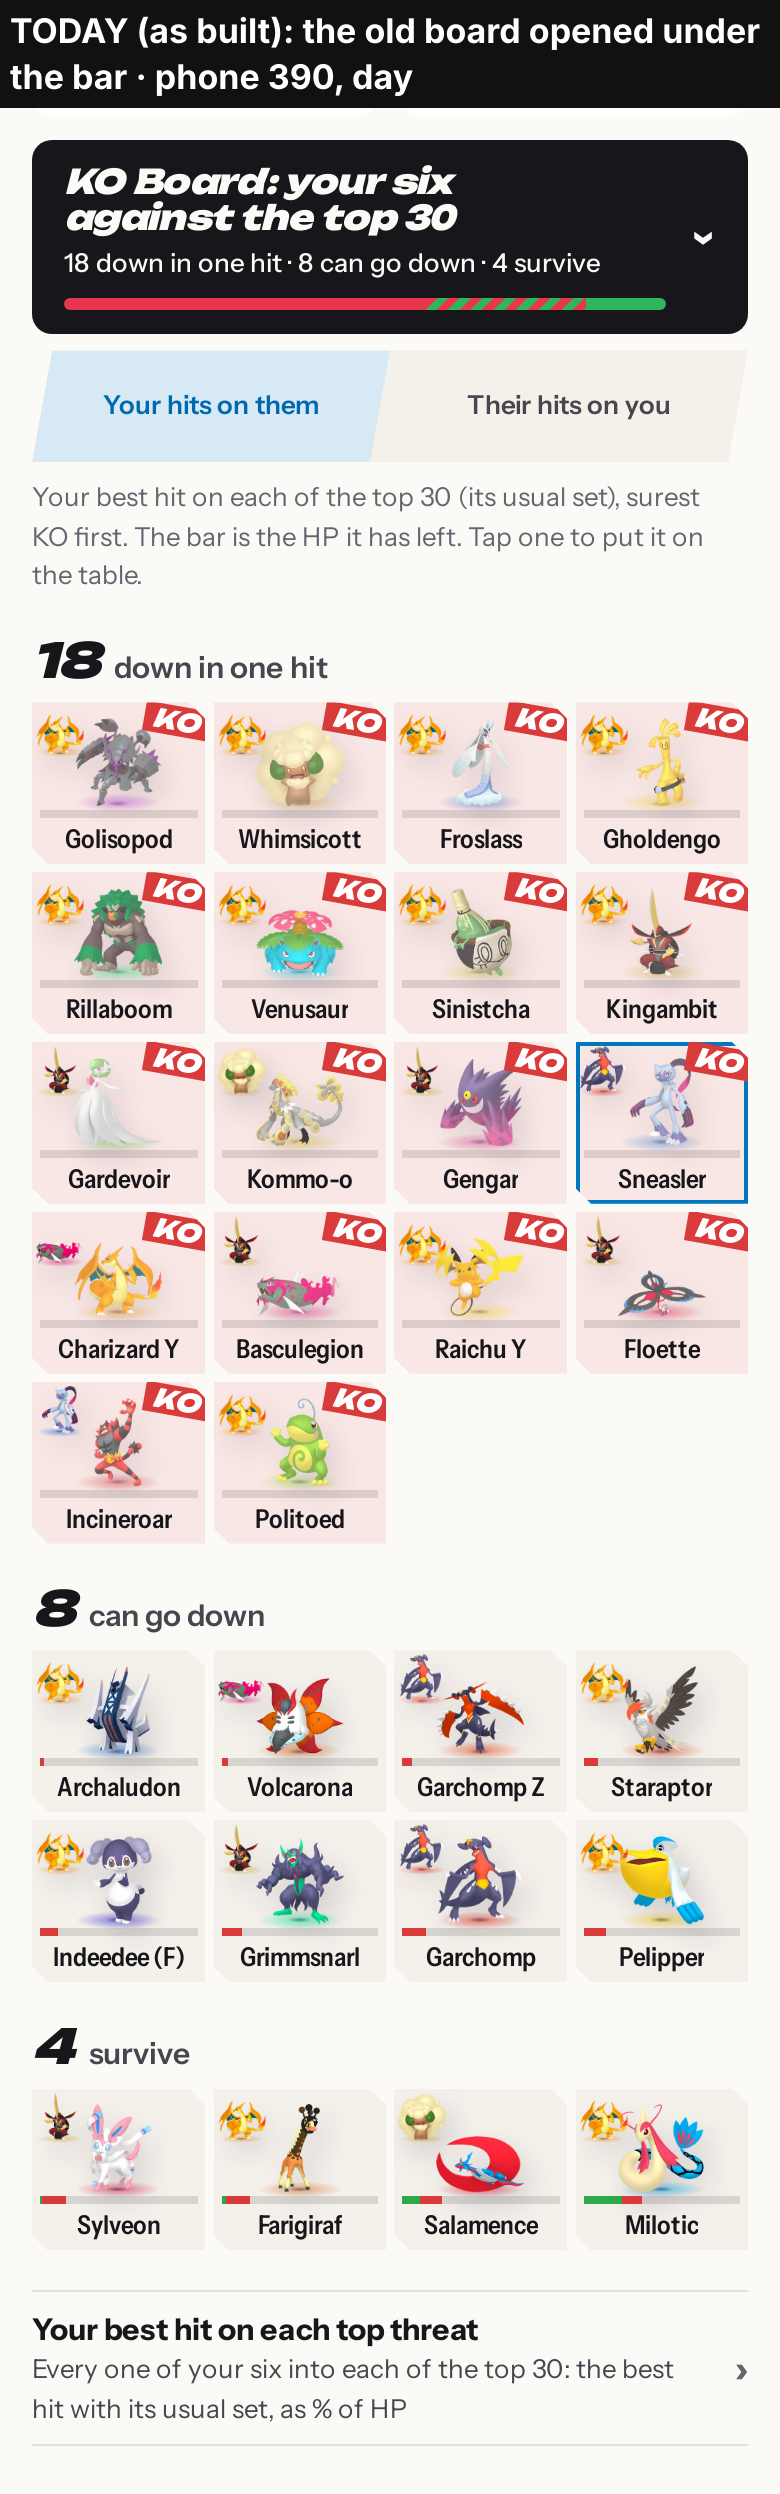 TODAY (as built): the old board opened under
the bar · phone 390, day
KO Board: your six
against the top 30
18 down in one hit · 8 can go down · 4 survive
Your hits on them
Their hits on you
Your best hit on each of the top 30 (its usual set), surest
KO first. The bar is the HP it has left. Tap one to put it on
the table.
18 down in one hit
KO KO KO KO
Golisopod Whimsicott Froslass Gholdengo
KO KO KO KO
Rillaboom Venusaur Sinistcha Kingambit
KO KO KO KO
Gardevoir Kommo-o Gengar Sneasler
KO KO KO KO
Charizard Y Basculegion Raichu Y Floette
KO KO
Incineroar Politoed
8 can go down
Archaludon Volcarona Garchomp Z Staraptor
Indeedee (F) Grimmsnarl Garchomp Pelipper
4 survive
Sylveon Farigiraf Salamence Milotic
Your best hit on each top threat
Every one of your six into each of the top 30: the best
hit with its usual set, as % of HP